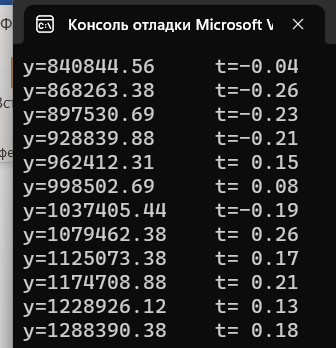 Ф
Консоль отладки Microsoft V
Вст
фе
y=840844.56 t=-0.04
y=868263.38 t=-0.26
y=897530.69 t=-0.23
y=928839.88 t=-0.21
y=962412.31 t= 0.15
y=998502.69 t= 0.08
y=1037405.44 t=-0.19
y=1079462.38 t= 0.26
y=1125073.38 t= 0.17
y=1174708.88 t= 0.21
y=1228926.12 t= 0.13
y=1288390.38 t= 0.18